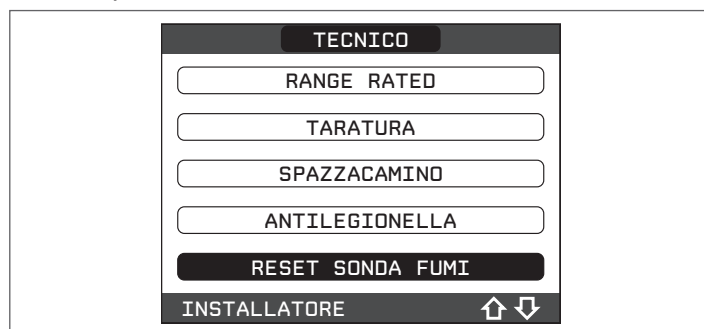 TECNICO
RANGE RATED
TARATURA
SPAZZACAMINO
ANTILEGIONELLA
RESET SONDA FUMI
INSTALLATORE